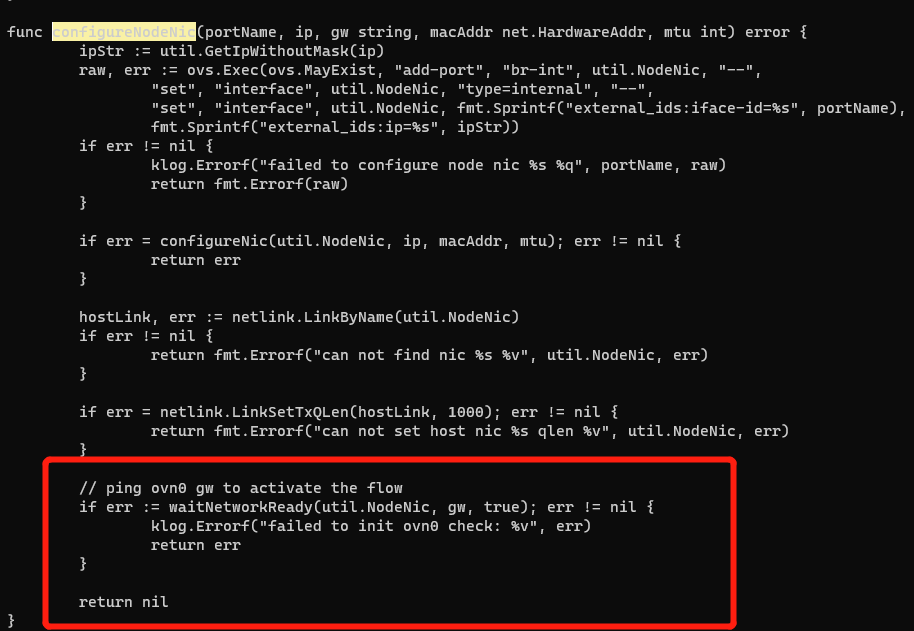 func configureNodeNic(portName, ip, gw string, macAddr net.HardwareAddr, mtu int) error {
        ipStr := util.GetIpWithoutMask(ip)
        raw, err := ovs.Exec(ovs.MayExist, "add-port", "br-int", util.NodeNic, "--",
                "set", "interface", util.NodeNic, "type=internal", "--",
                "set", "interface", util.NodeNic, fmt.Sprintf("external_ids:iface-id=%s", portName),
                fmt.Sprintf("external_ids:ip=%s", ipStr))
        if err != nil {
                klog.Errorf("failed to configure node nic %s %q", portName, raw)
                return fmt.Errorf(raw)
        }

        if err = configureNic(util.NodeNic, ip, macAddr, mtu); err != nil {
                return err
        }

        hostLink, err := netlink.LinkByName(util.NodeNic)
        if err != nil {
                return fmt.Errorf("can not find nic %s %v", util.NodeNic, err)
        }

        if err = netlink.LinkSetTxQLen(hostLink, 1000); err != nil {
                return fmt.Errorf("can not set host nic %s qlen %v", util.NodeNic, err)
        }

        // ping ovn0 gw to activate the flow
        if err := waitNetworkReady(util.NodeNic, gw, true); err != nil {
                klog.Errorf("failed to init ovn0 check: %v", err)
                return err
        }

        return nil
}